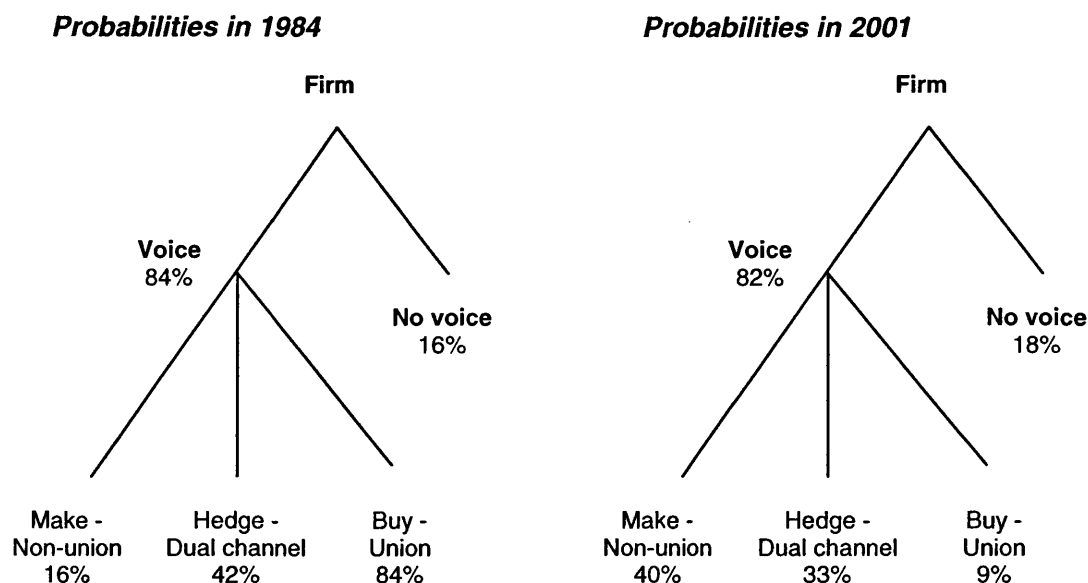 Probabilities in 1984
Firm
Voice
84%
No voice
16%
Make -
Non-union
16%
Hedge -
Dual channel
42%
Buy -
Union
84%
Probabilities in 2001
Firm
Voice
82%
No voice
18%
Make -
Non-union
40%
Hedge -
Dual channel
33%
Buy -
Union
9%